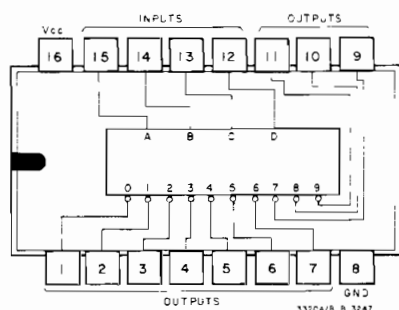 INPUTS OUTPUTS
Vcc
16 15 14 13 12 11 10 9
A B C D
0 1 2 3 4 5 6 7 8 9
1 2 3 4 5 6 7 8
OUTPUTS GND